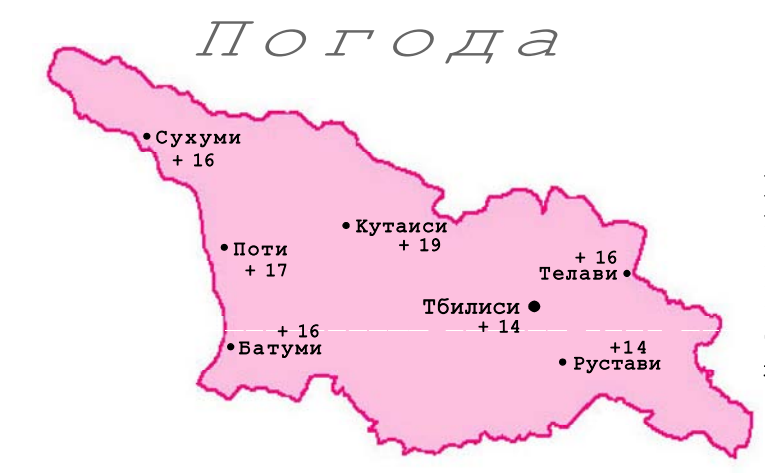 Погода
Сухуми
+ 16
Кутаиси
+ 19
Поти
+ 17
+ 16
Телави
Тбилиси
+ 14
+ 16
Батуми
+14
Рустави